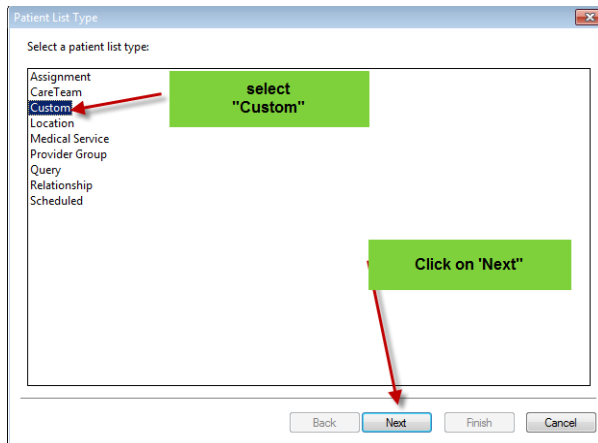 Patient List Type
Select a patient list type:
Assignment
CareTeam
Custom
Location
Medical Service
Provider Group
Query
Relationship
Scheduled
select
"Custom"
Click on 'Next"
Back
Next
Finish
Cancel